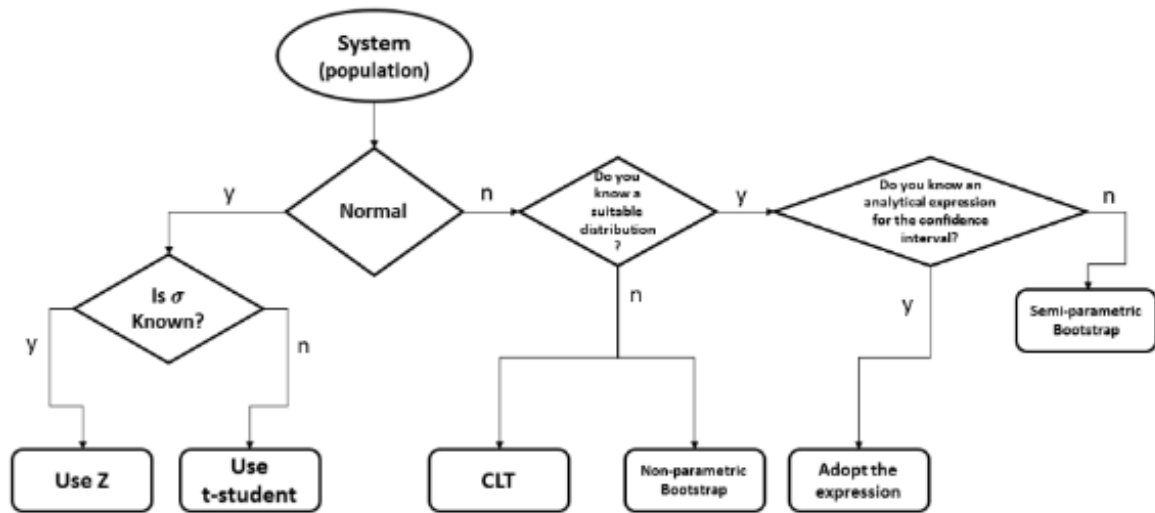 System
(population)
Normal
y
n
Do you
know a
suitable
distribution
?
y
Do you know an
analytical expression
for the confidence
interval?
n
Is σ
Known?
y
n
n
y
Semi-parametric
Bootstrap
Use Z
Use
t-student
CLT
Non-parametric
Bootstrap
Adopt the
expression